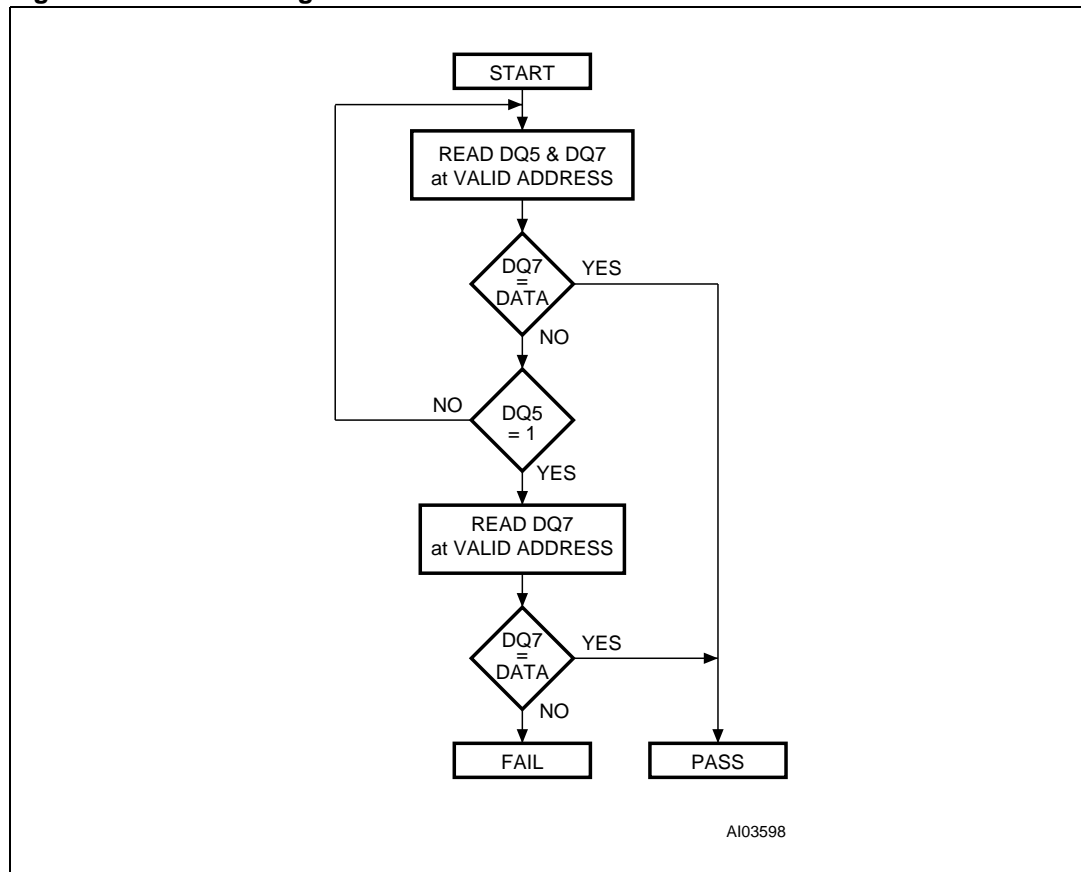 START
READ DQ5 & DQ7
at VALID ADDRESS
DQ7
=
DATA
YES
NO
NO
DQ5
= 1
YES
READ DQ7
at VALID ADDRESS
DQ7
=
DATA
YES
NO
FAIL
PASS
AI03598